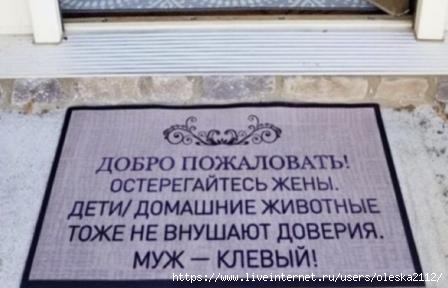 ДОБРО ПОЖАЛОВАТЬ!
ОСТЕРЕГАЙТЕСЬ ЖЕНЫ.
ДЕТИ/ ДОМАШНИЕ ЖИВОТНЫЕ
ТОЖЕ НЕ ВНУШАЮТ ДОВЕРИЯ.
МУЖ — КЛЕВЫЙ!
https://www.liveinternet.ru/users/oleska2112/